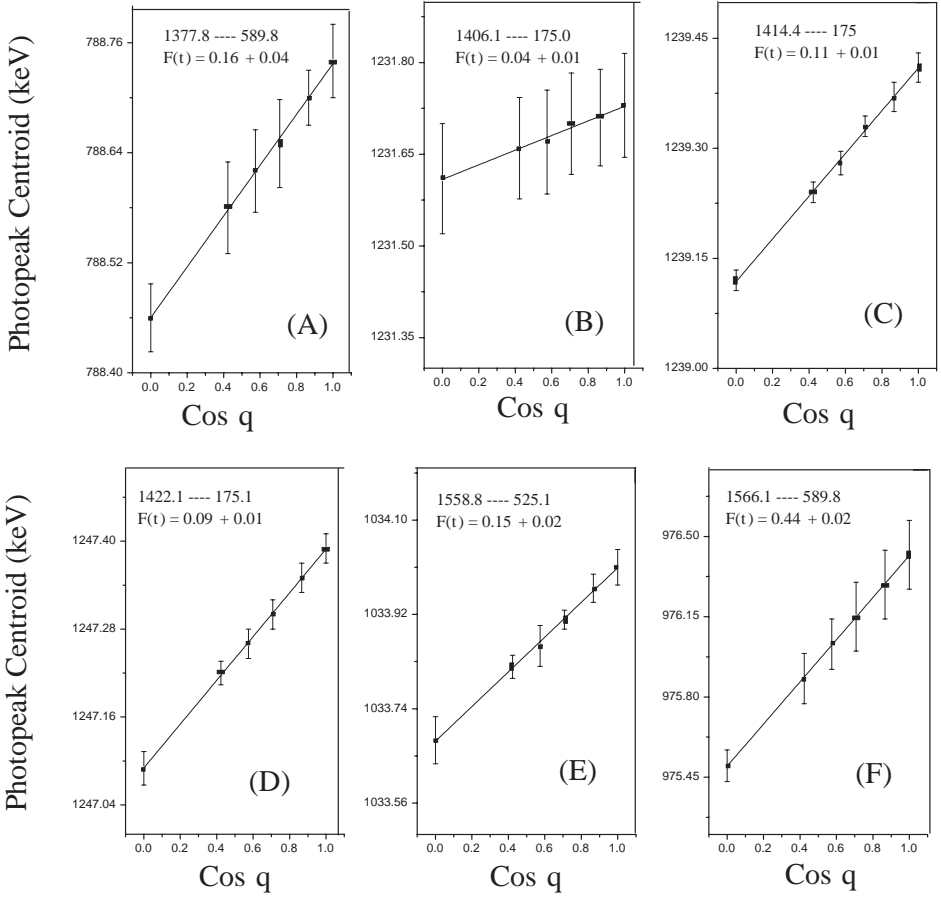 Photopeak Centroid (keV)
1377.8 ---- 589.8
F(t) = 0.16 + 0.04
788.76
788.64
788.52
788.40
(A)
0.0 0.2 0.4 0.6 0.8 1.0
Cos q
1406.1 ---- 175.0
F(t) = 0.04 + 0.01
1231.80
1231.65
1231.50
1231.35
(B)
0.0 0.2 0.4 0.6 0.8 1.0
Cos q
1414.4 ---- 175
F(t) = 0.11 + 0.01
1239.45
1239.30
1239.15
1239.00
(C)
0.0 0.2 0.4 0.6 0.8 1.0
Cos q
Photopeak Centroid (keV)
1422.1 ---- 175.1
F(t) = 0.09 + 0.01
1247.40
1247.28
1247.16
1247.04
(D)
0.0 0.2 0.4 0.6 0.8 1.0
Cos q
1558.8 ---- 525.1
F(t) = 0.15 + 0.02
1034.10
1033.92
1033.74
1033.56
(E)
0.0 0.2 0.4 0.6 0.8 1.0
Cos q
1566.1 ---- 589.8
F(t) = 0.44 + 0.02
976.50
976.15
975.80
975.45
(F)
0.0 0.2 0.4 0.6 0.8 1.0
Cos q